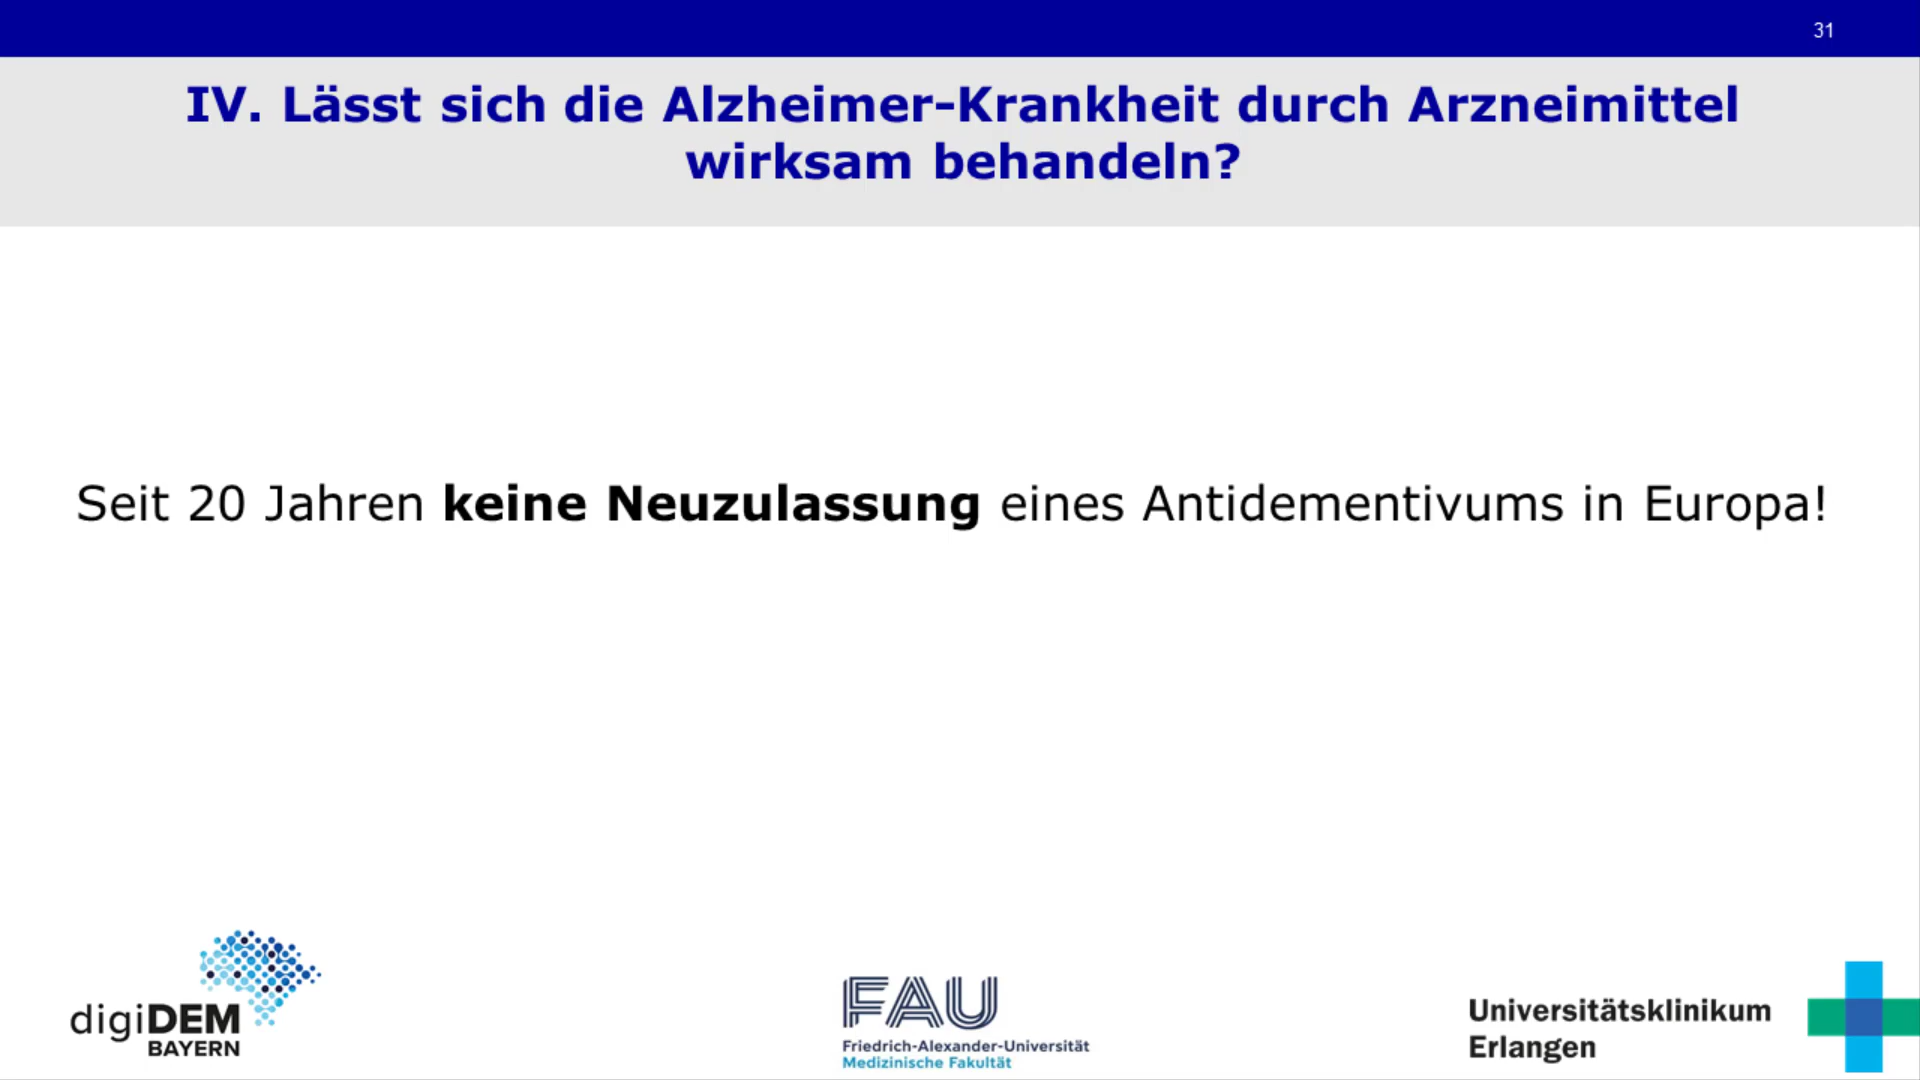 31
IV. Lässt sich die Alzheimer-Krankheit durch Arzneimittel
wirksam behandeln?
Seit 20 Jahren keine Neuzulassung eines Antidementivums in Europa!
digiDEM
BAYERN
FAU
Friedrich-Alexander-Universität
Medizinische Fakultät
Universitätsklinikum
Erlangen